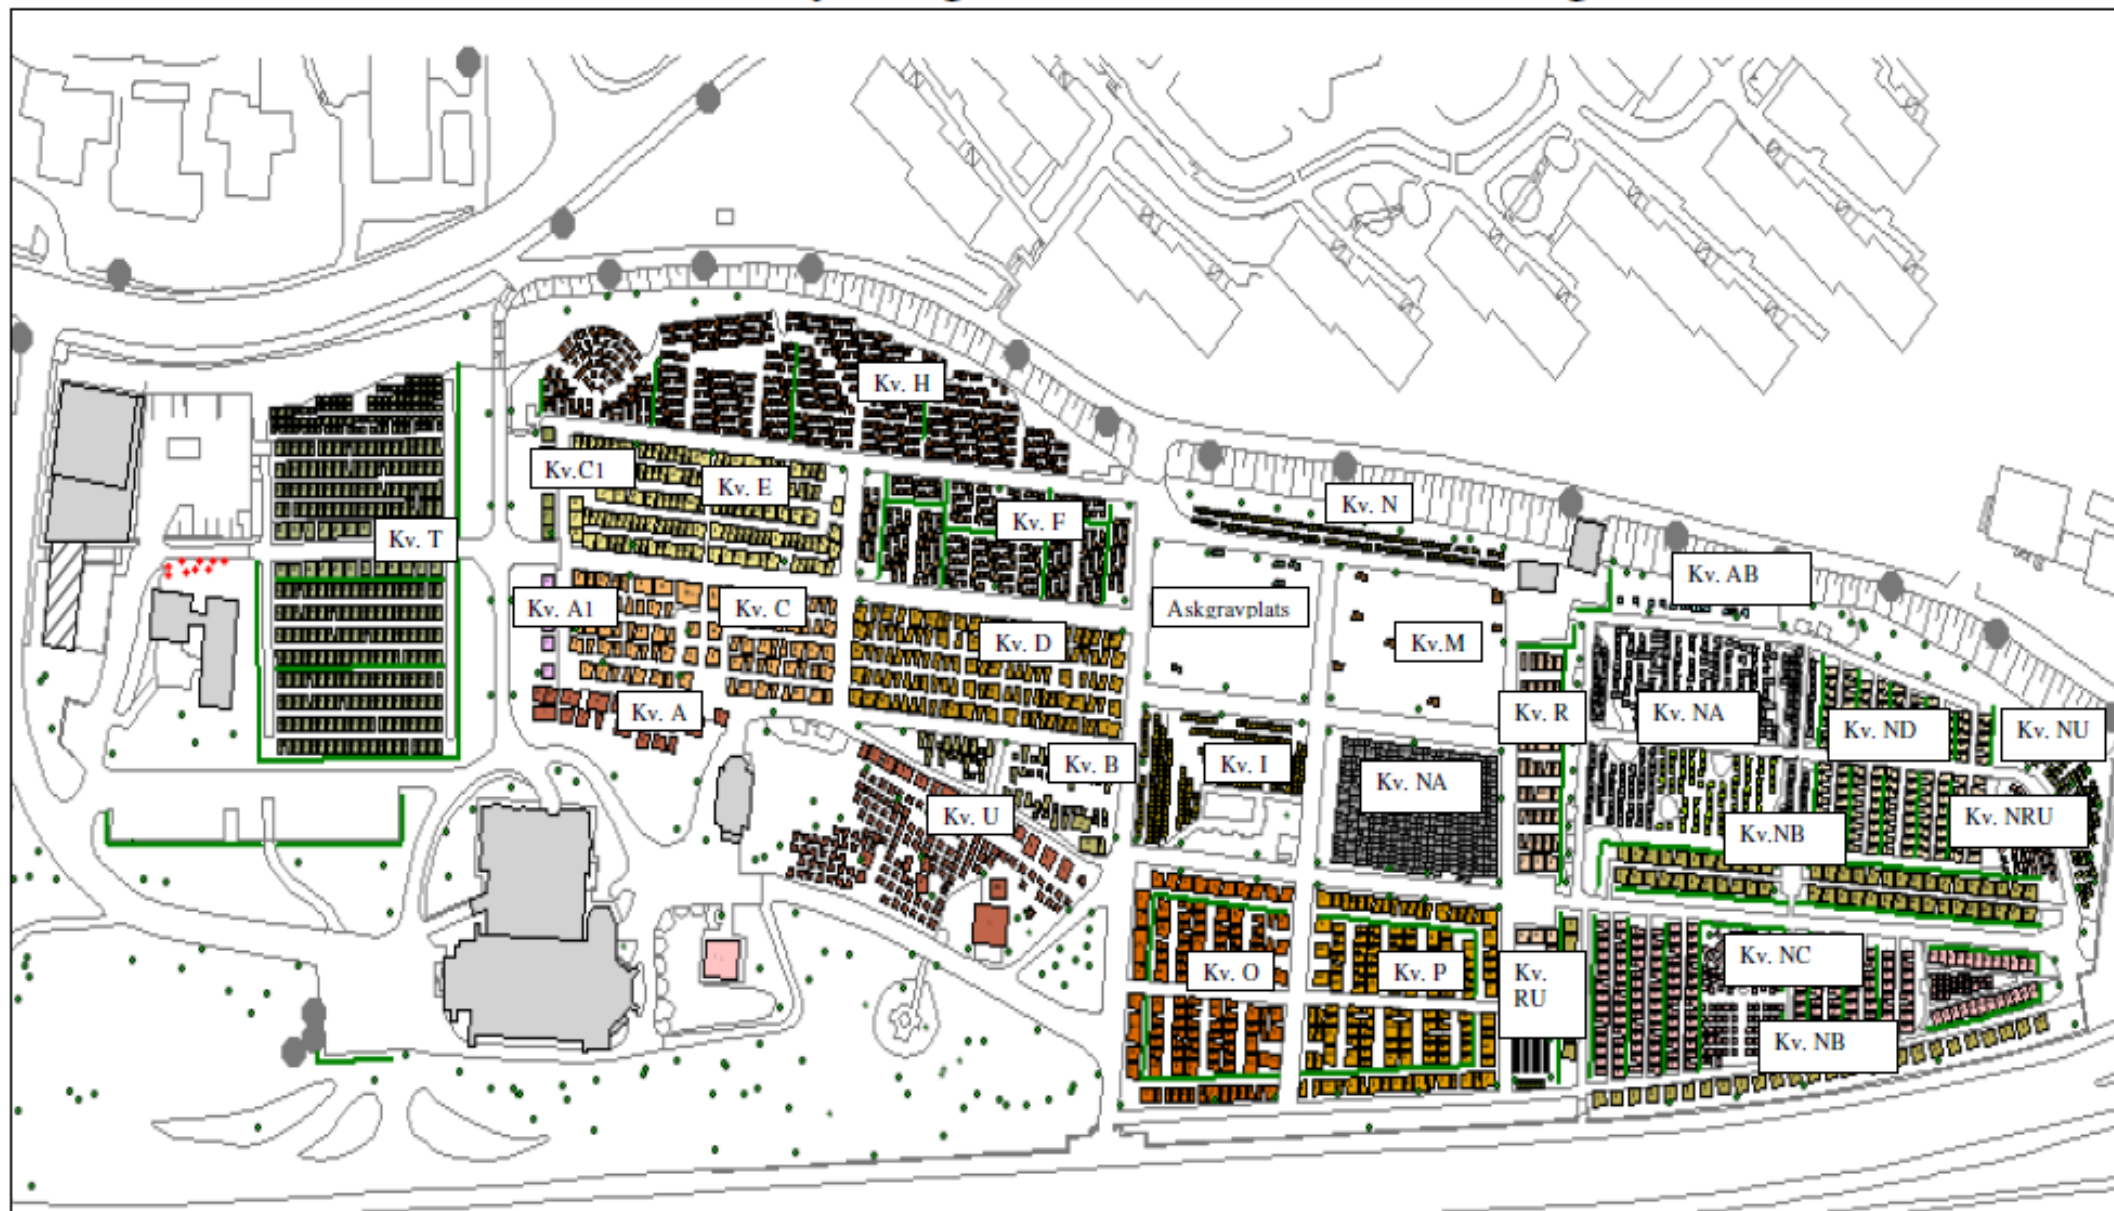 Kv. H
Kv.C1
Kv. E
Kv. N
Kv. F
Kv. T
Kv. AB
Kv. A1
Kv. C
Askgravplats
Kv. D
Kv.M
Kv. A
Kv. R
Kv. NA
Kv. ND
Kv. NU
Kv. B
Kv. I
Kv. NA
Kv. U
Kv.NB
Kv. NRU
Kv. O
Kv. P
Kv.
RU
Kv. NC
Kv. NB